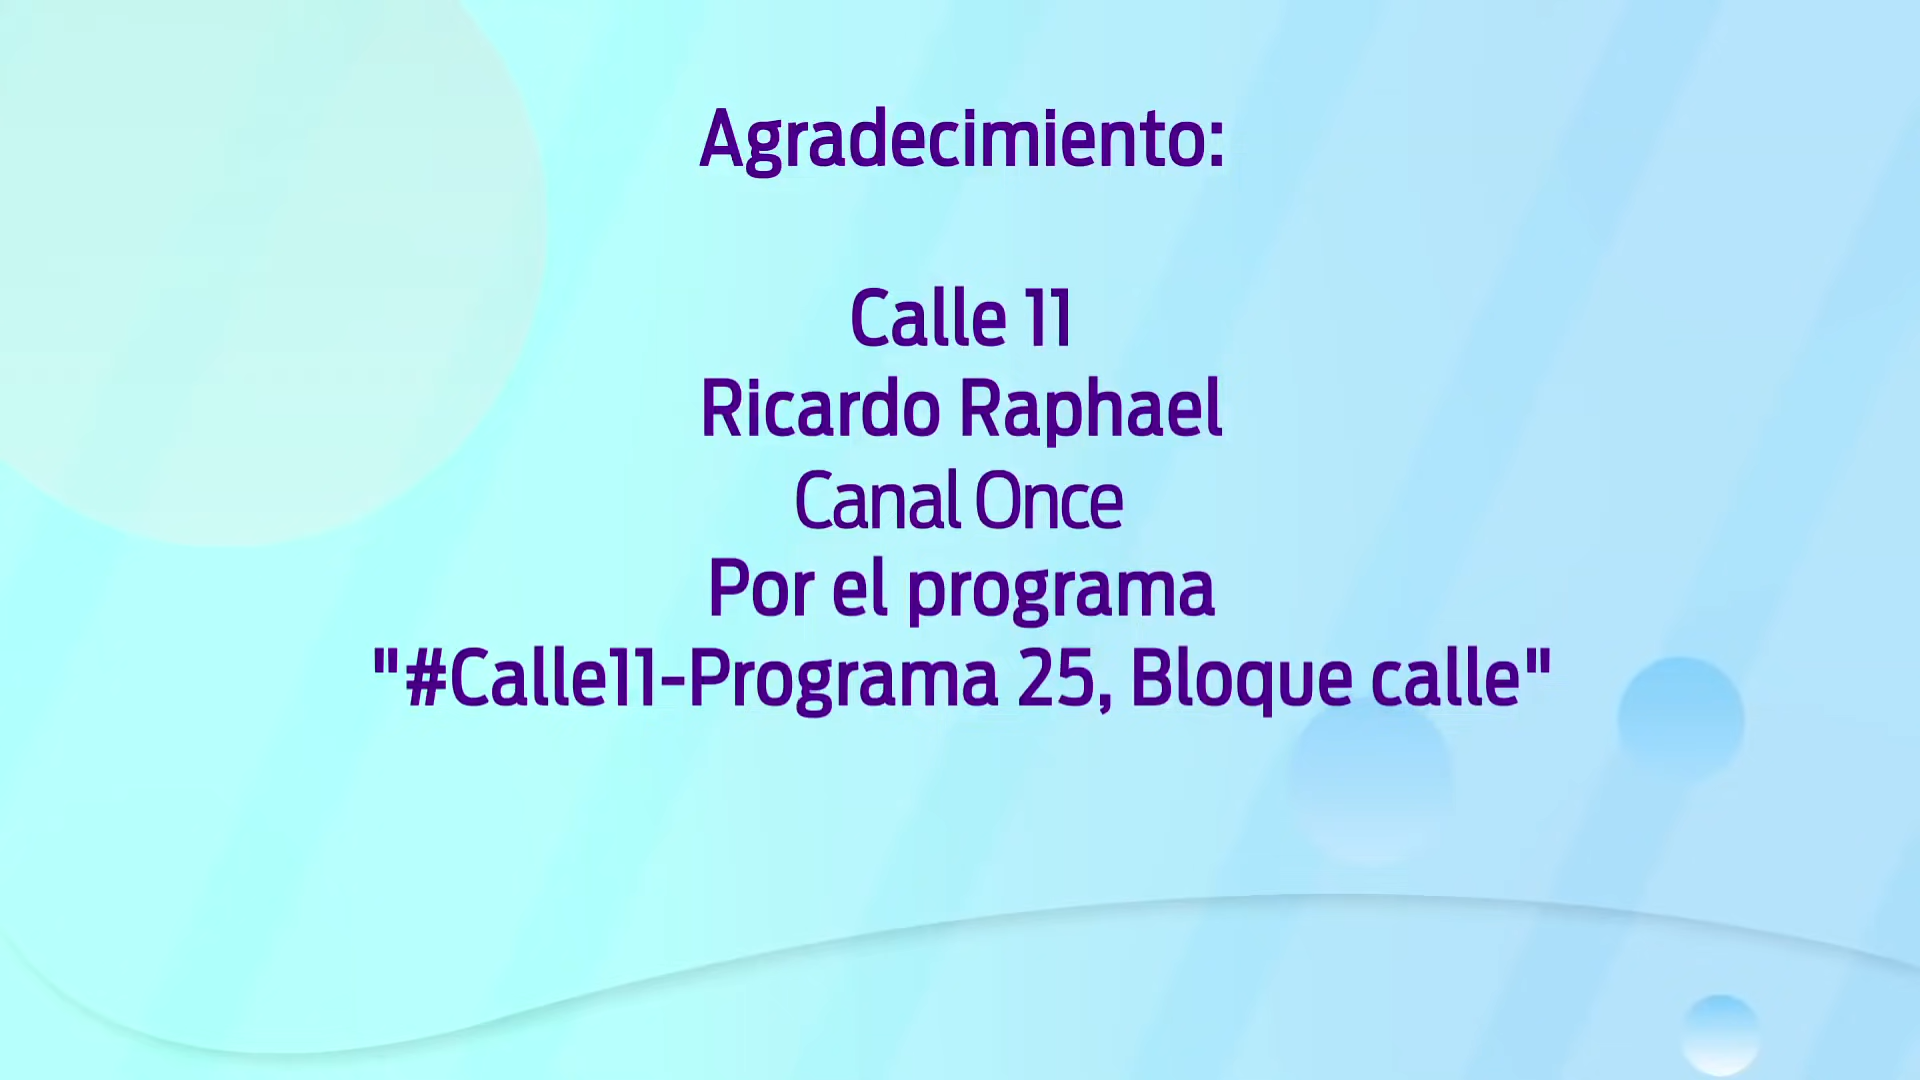 Agradecimiento:
Calle 11
Ricardo Raphael
Canal Once
Por el programa
"#Calle11-Programa 25, Bloque calle"